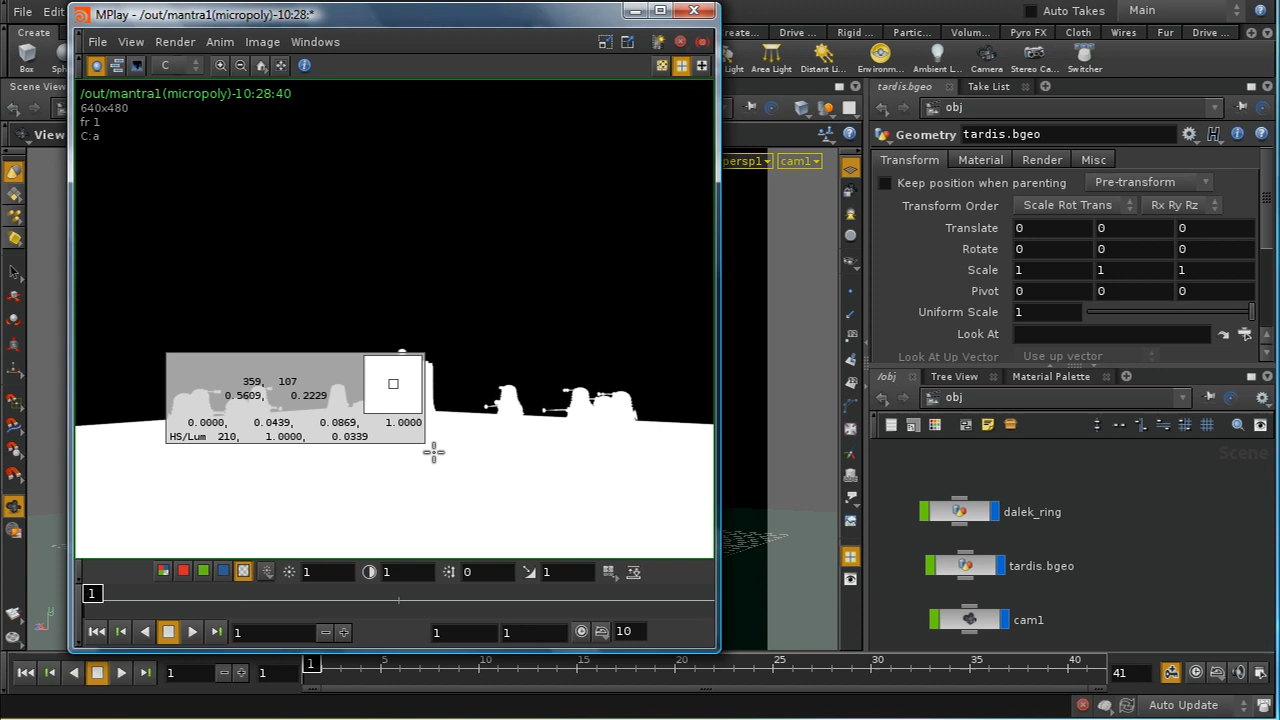 File Edit
MPlay - /out/mantra1(micropoly)-10:28:*
Auto Takes
Main
Create
Box
File View Render Anim Image Windows
C
/out/mantra1(micropoly)-10:28:40
640x480
fr 1
C:a
359, 107
0.5609, 0.2229
0.0000, 0.0439, 0.0869, 1.0000
HS/Lum 210, 1.0000, 0.0339
1 1 0 1
1
1 1 1 10
Scene View
View
Drive ... Rigid ... Partic... Volum... Pyro FX Cloth Wires Fur Drive ...
Light Area Light Distant Li... Environm... Ambient L... Camera Stereo Ca... Switcher
persp1 cam1
tardis.bgeo Take List
obj
Geometry tardis.bgeo
Transform Material Render Misc
Keep position when parenting Pre-transform
Transform Order Scale Rot Trans Rx Ry Rz
Translate 0 0 0
Rotate 0 0 0
Scale 1 1 1
Pivot 0 0 0
Uniform Scale 1
Look At
Look At Up Vector Use up vector
/obj Tree View Material Palette
obj
Scene
dalek_ring
tardis.bgeo
cam1
1 1 1 5 10 15 20 25 30 35 40 41
Auto Update